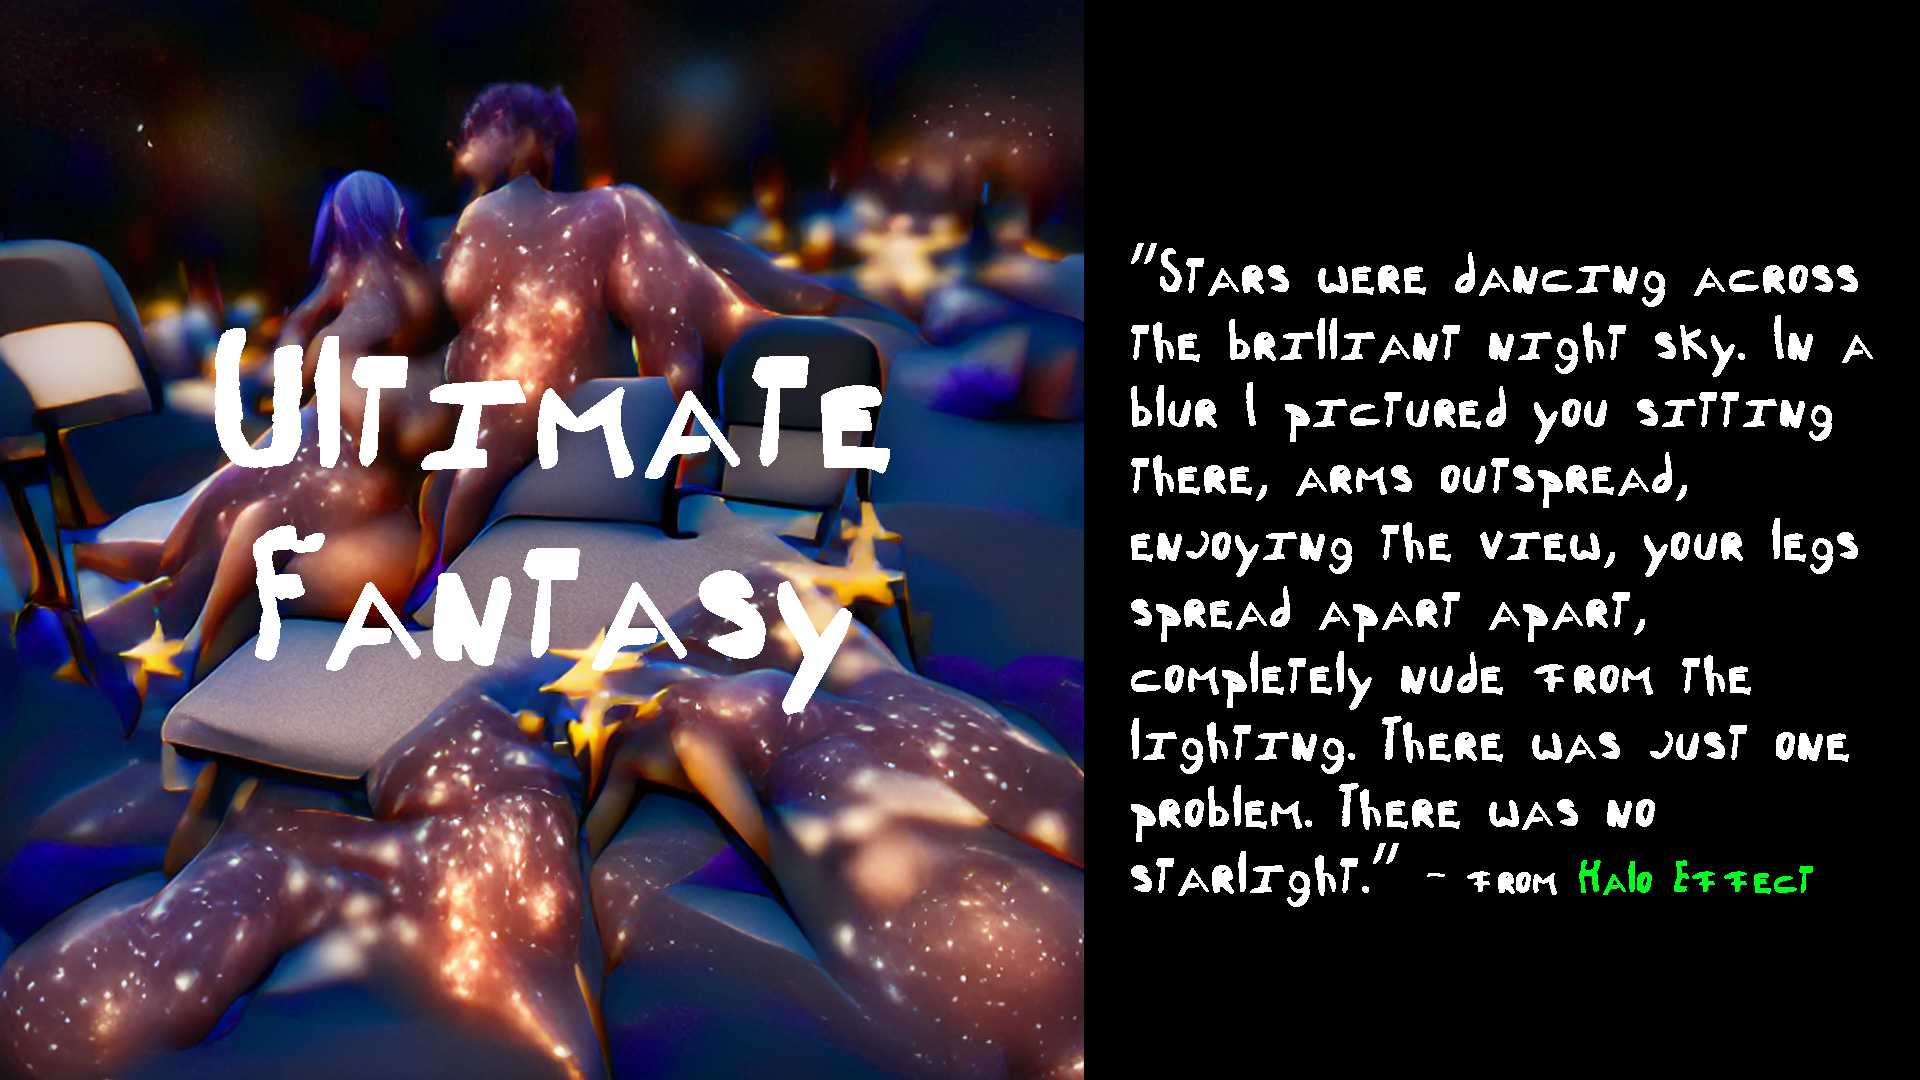 Ultimate
Fantasy
"Stars were dancing across
the brilliant night sky. In a
blur I pictured you sitting
there, arms outspread,
enjoying the view, your legs
spread apart apart,
completely nude from the
lighting. There was just one
problem. There was no
starlight." - from Halo Effect